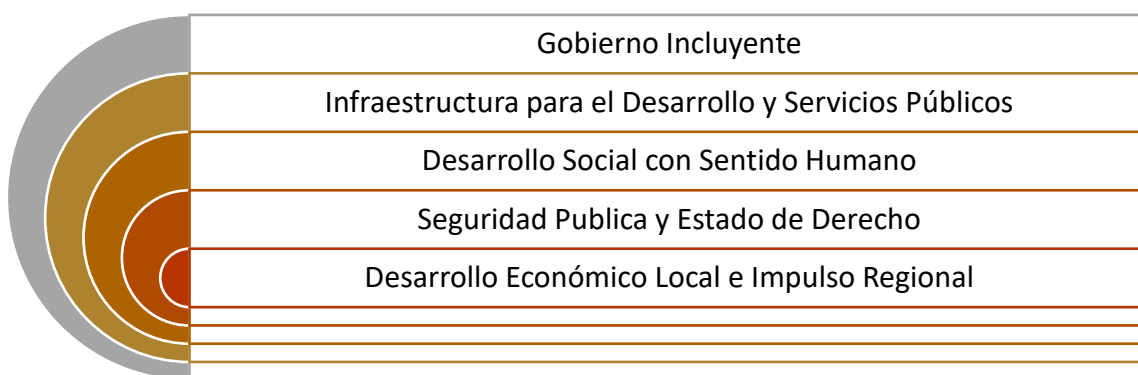 Gobierno Incluyente
Infraestructura para el Desarrollo y Servicios Públicos
Desarrollo Social con Sentido Humano
Seguridad Publica y Estado de Derecho
Desarrollo Económico Local e Impulso Regional